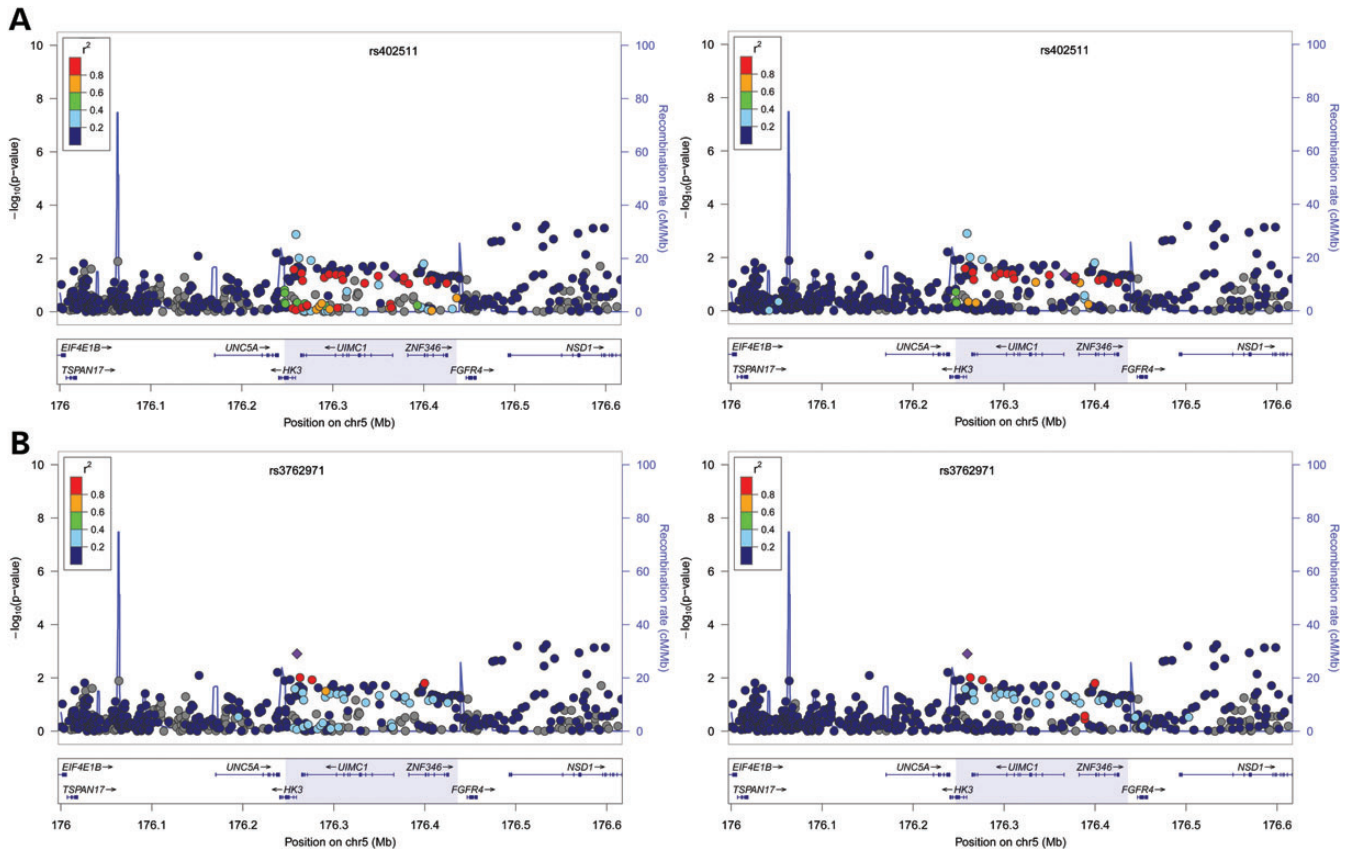 A
rs402511
r2
0.8
0.6
0.4
0.2
10
8
6
4
2
0
−log10(p−value)
100
80
60
40
20
0
Recombination rate (cM/Mb)
EIF4E1B→
UNC5A→
←UIMC1
ZNF346→
NSD1→
TSPAN17→
←HK3
FGFR4→
176
176.1
176.2
176.3
176.4
176.5
176.6
Position on chr5 (Mb)
rs402511
r2
0.8
0.6
0.4
0.2
10
8
6
4
2
0
−log10(p−value)
100
80
60
40
20
0
Recombination rate (cM/Mb)
EIF4E1B→
UNC5A→
←UIMC1
ZNF346→
NSD1→
TSPAN17→
←HK3
FGFR4→
176
176.1
176.2
176.3
176.4
176.5
176.6
Position on chr5 (Mb)
B
rs3762971
r2
0.8
0.6
0.4
0.2
10
8
6
4
2
0
−log10(p−value)
100
80
60
40
20
0
Recombination rate (cM/Mb)
EIF4E1B→
UNC5A→
←UIMC1
ZNF346→
NSD1→
TSPAN17→
←HK3
FGFR4→
176
176.1
176.2
176.3
176.4
176.5
176.6
Position on chr5 (Mb)
rs3762971
r2
0.8
0.6
0.4
0.2
10
8
6
4
2
0
−log10(p−value)
100
80
60
40
20
0
Recombination rate (cM/Mb)
EIF4E1B→
UNC5A→
←UIMC1
ZNF346→
NSD1→
TSPAN17→
←HK3
FGFR4→
176
176.1
176.2
176.3
176.4
176.5
176.6
Position on chr5 (Mb)